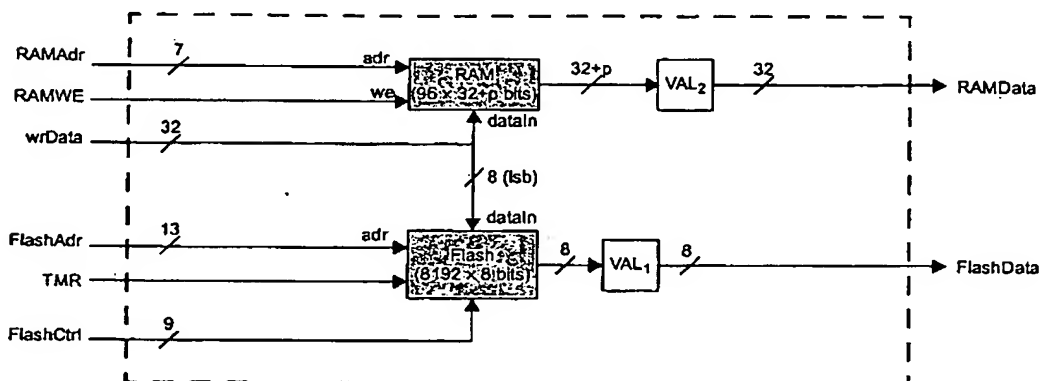 RAMAdr
7
adr
RAM
(96 x 32+p bits)
32+p
VAL2
32
RAMData
RAMWE
we
wrData
32
dataIn
8 (lsb)
dataIn
FlashAdr
13
adr
Flash
(8192 x 8 bits)
8
VAL1
8
FlashData
TMR
FlashCtrl
9